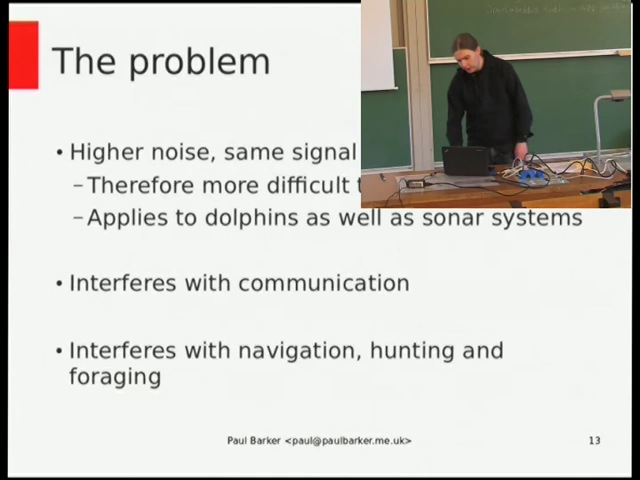 The problem
• Higher noise, same signal
– Therefore more difficult
– Applies to dolphins as well as sonar systems
• Interferes with communication
• Interferes with navigation, hunting and
foraging
Paul Barker <paul@paulbarker.me.uk>
13